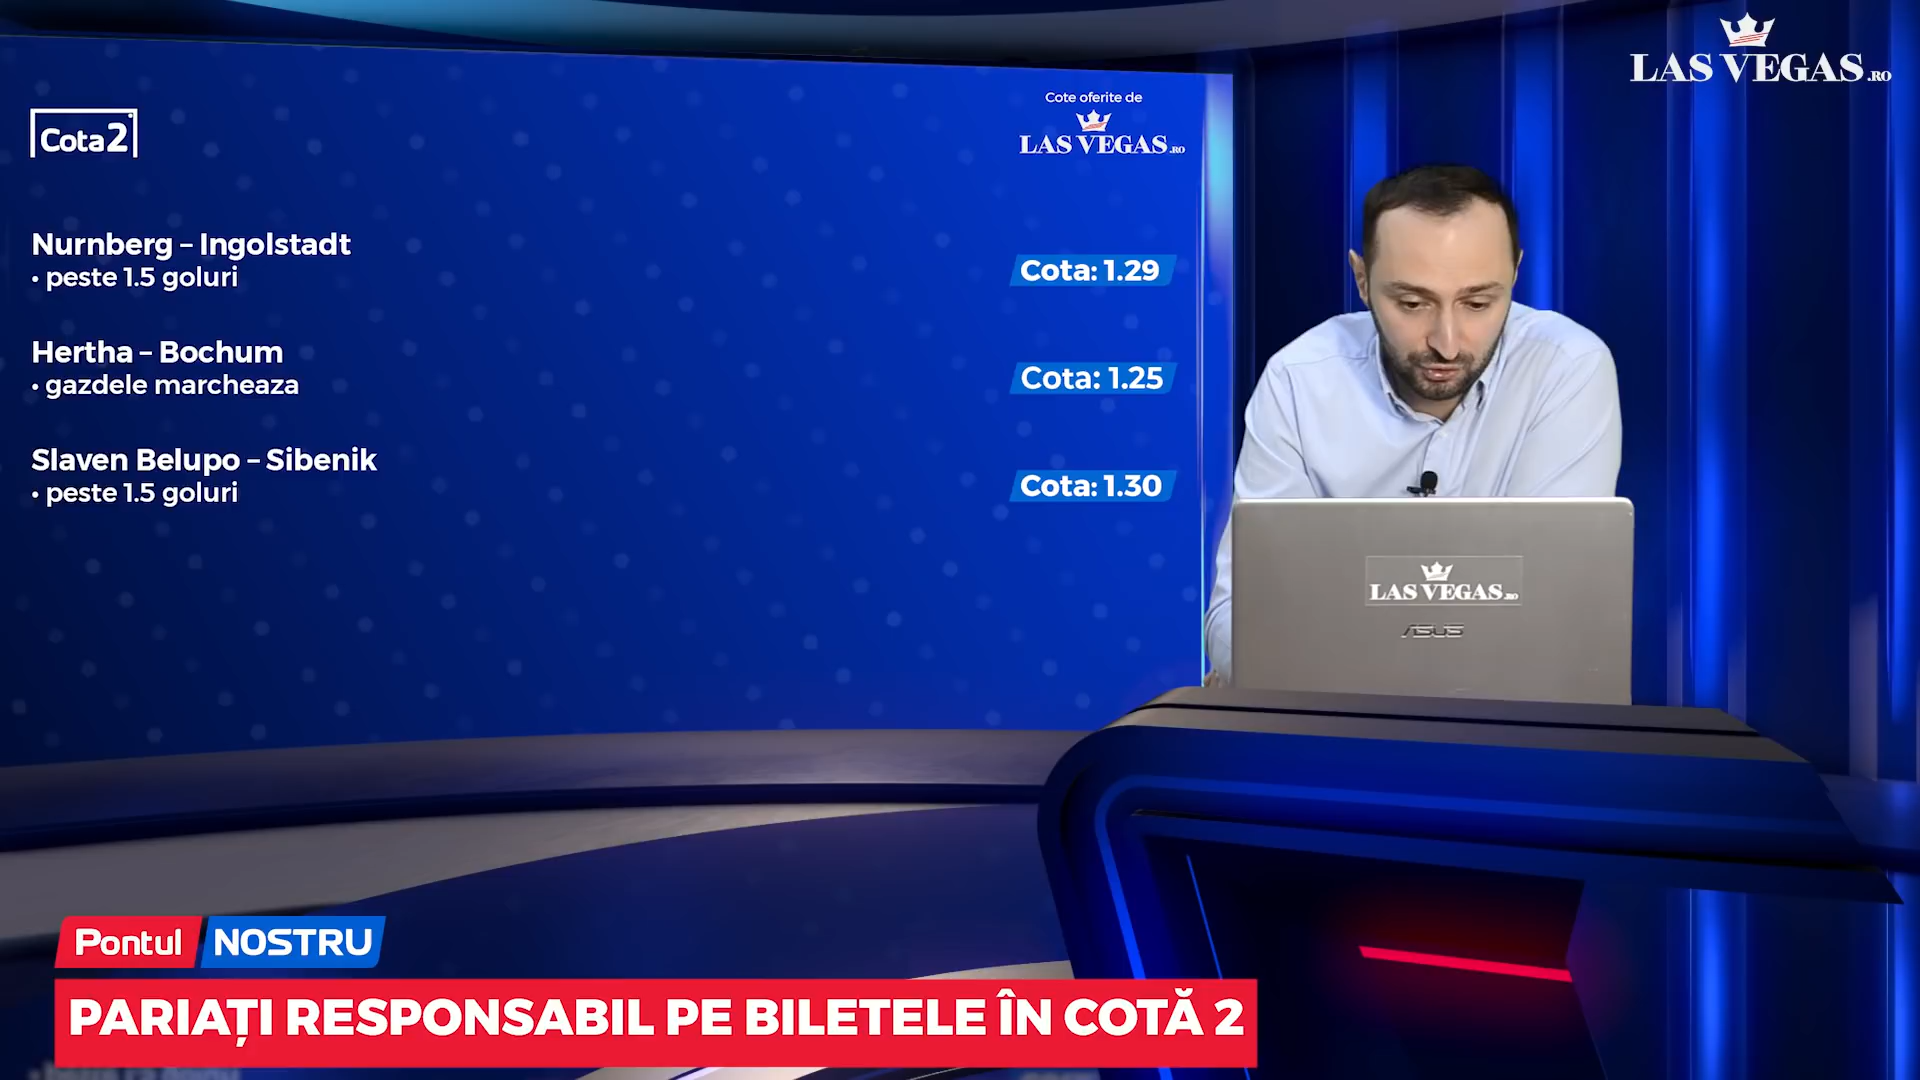 LAS VEGAS.RO
Cote oferite de
LAS VEGAS.RO
Cota2
Nurnberg – Ingolstadt
• peste 1.5 goluri
Cota: 1.29
Hertha – Bochum
• gazdele marcheaza
Cota: 1.25
Slaven Belupo – Sibenik
• peste 1.5 goluri
Cota: 1.30
LAS VEGAS.RO
ASUS
Pontul NOSTRU
PARIAȚI RESPONSABIL PE BILETELE ÎN COTĂ 2